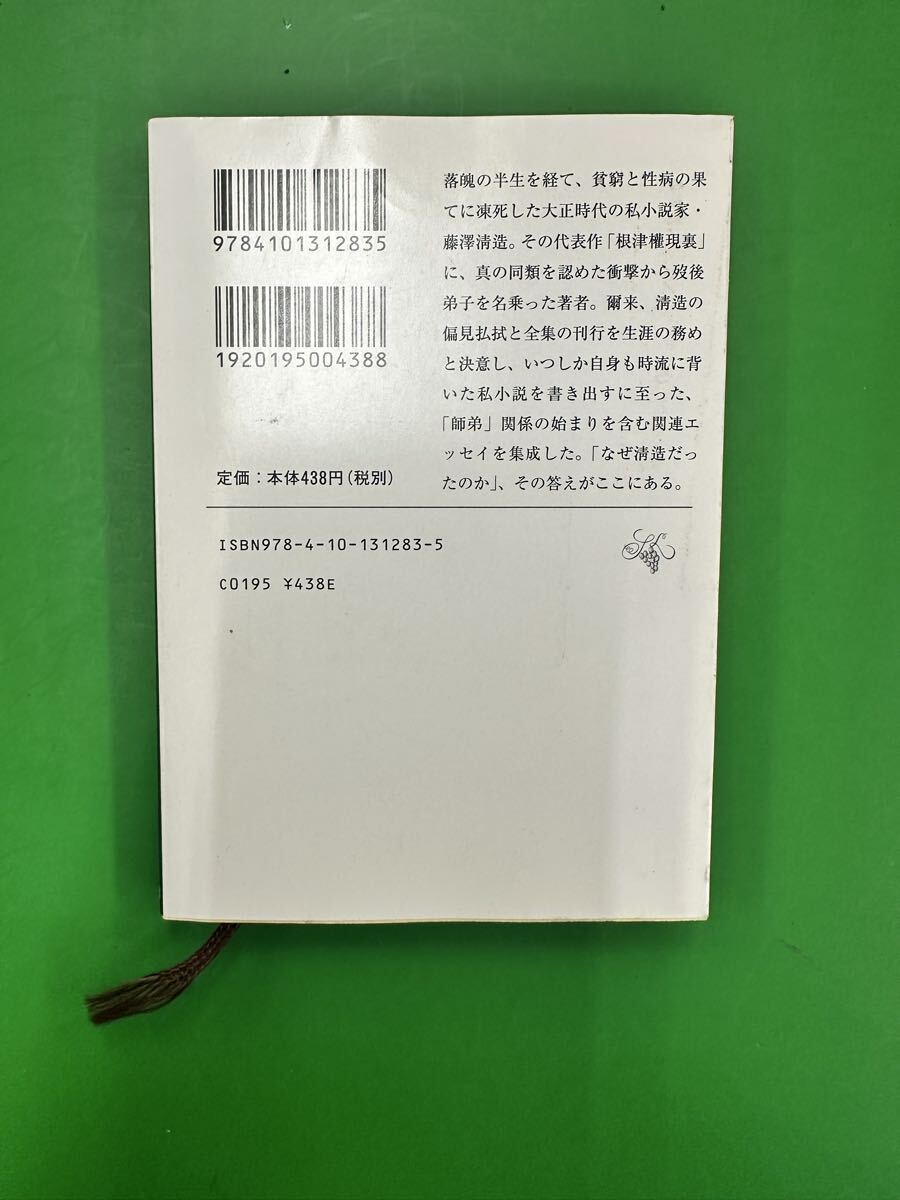 9784101312835
1920195004388
定価：本体438円（税別）
落魄の半生を経て、貧窮と性病の果
てに凍死した大正時代の私小説家・
藤澤淸造。その代表作「根津權現裏」
に、真の同類を認めた衝撃から歿後
弟子を名乗った著者。爾来、淸造の
偏見払拭と全集の刊行を生涯の務め
と決意し、いつしか自身も時流に背
いた私小説を書き出すに至った、
「師弟」関係の始まりを含む関連エ
ッセイを集成した。「なぜ淸造だっ
たのか」、その答えがここにある。
ISBN978-4-10-131283-5
C0195 ¥438E